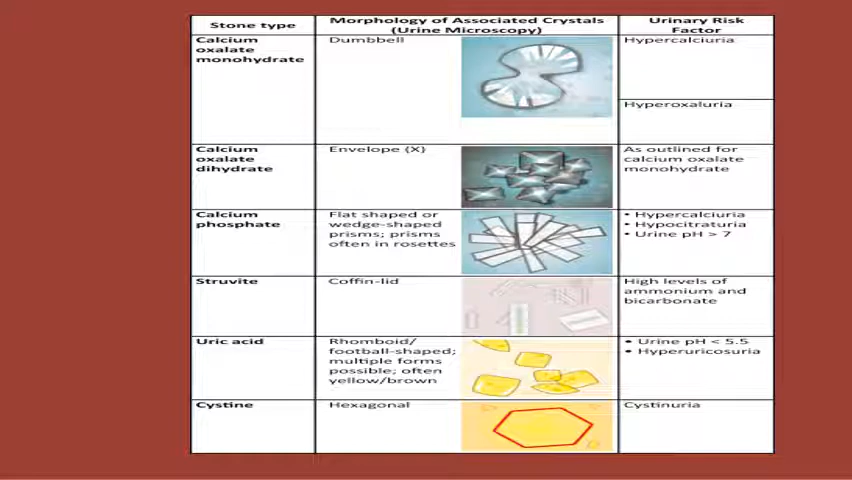 Stone type
Morphology of Associated Crystals
(Urine Microscopy)
Urinary Risk
Factor
Calcium
oxalate
monohydrate
Dumbbell
Hypercalciuria
Hyperoxaluria
Calcium
oxalate
dihydrate
Envelope (X)
As outlined for
calcium oxalate
monohydrate
Calcium
phosphate
Flat shaped or
wedge-shaped
prisms; prisms
often in rosettes
• Hypercalciuria
• Hypocitraturia
• Urine pH > 7
Struvite
Coffin-lid
High levels of
ammonium and
bicarbonate
Uric acid
Rhomboid/
football-shaped;
multiple forms
possible; often
yellow/brown
• Urine pH < 5.5
• Hyperuricosuria
Cystine
Hexagonal
Cystinuria